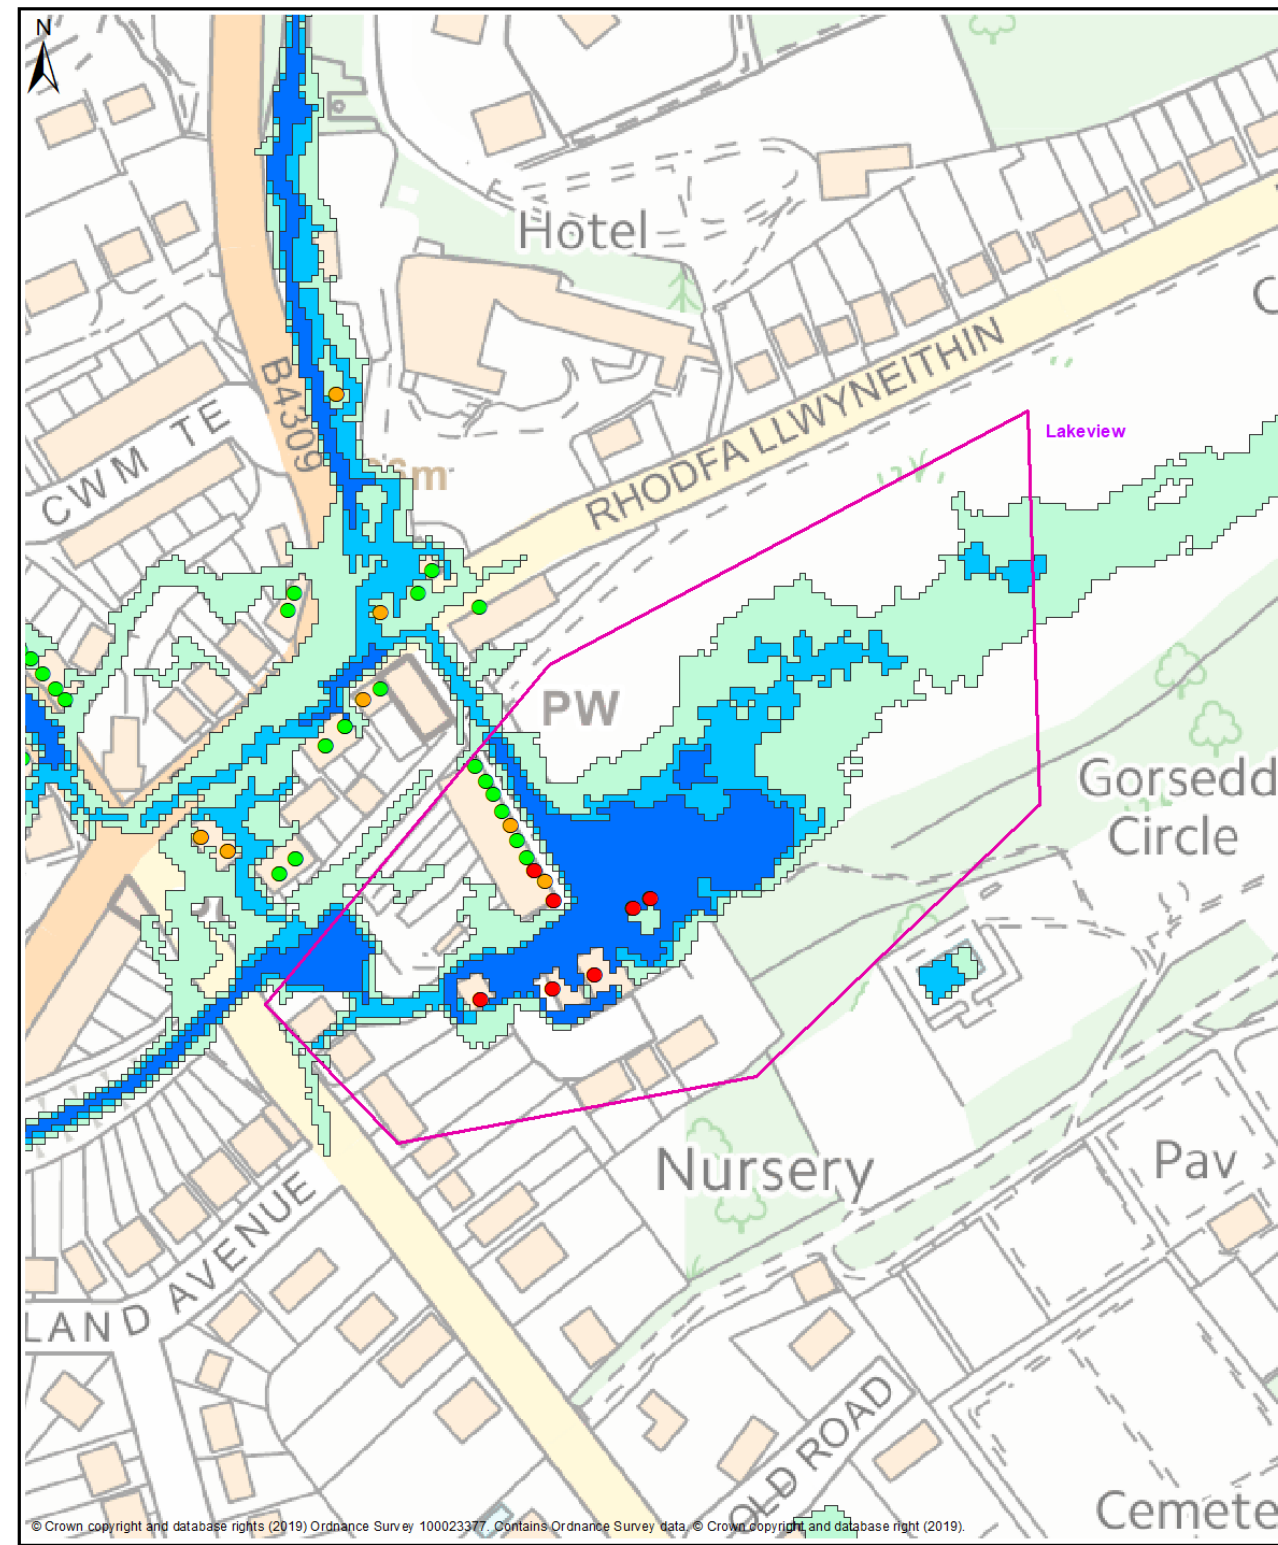 N
Hotel
B4309
CWM TE
RHODFA LLWYNEITHIN
Lakeview
PW
Gorsedd
Circle
Nursery
Pav
LAND AVENUE
OLD ROAD
Cemete
© Crown copyright and database rights (2019) Ordnance Survey 100023377. Contains Ordnance Survey data. © Crown copyright and database right (2019).